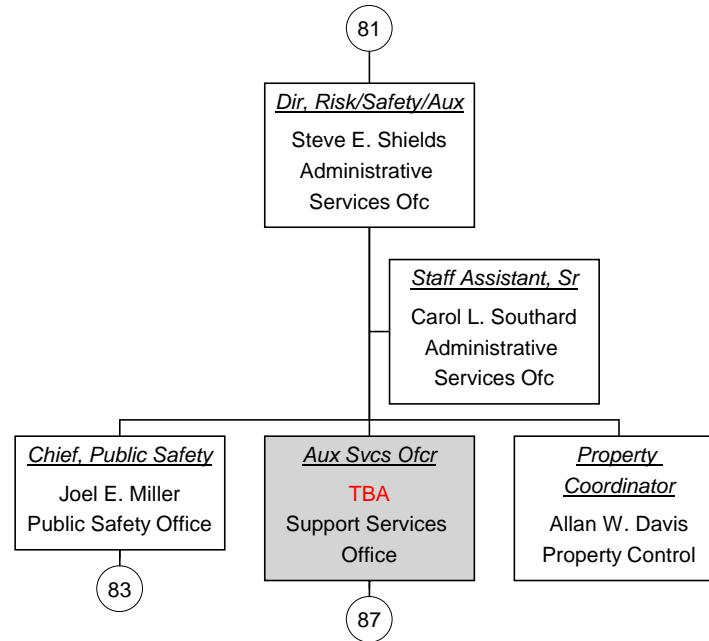 81
Dir, Risk/Safety/Aux
Steve E. Shields
Administrative
Services Ofc
Staff Assistant, Sr
Carol L. Southard
Administrative
Services Ofc
Chief, Public Safety
Joel E. Miller
Public Safety Office
83
Aux Svcs Ofcr
TBA
Support Services
Office
87
Property
Coordinator
Allan W. Davis
Property Control